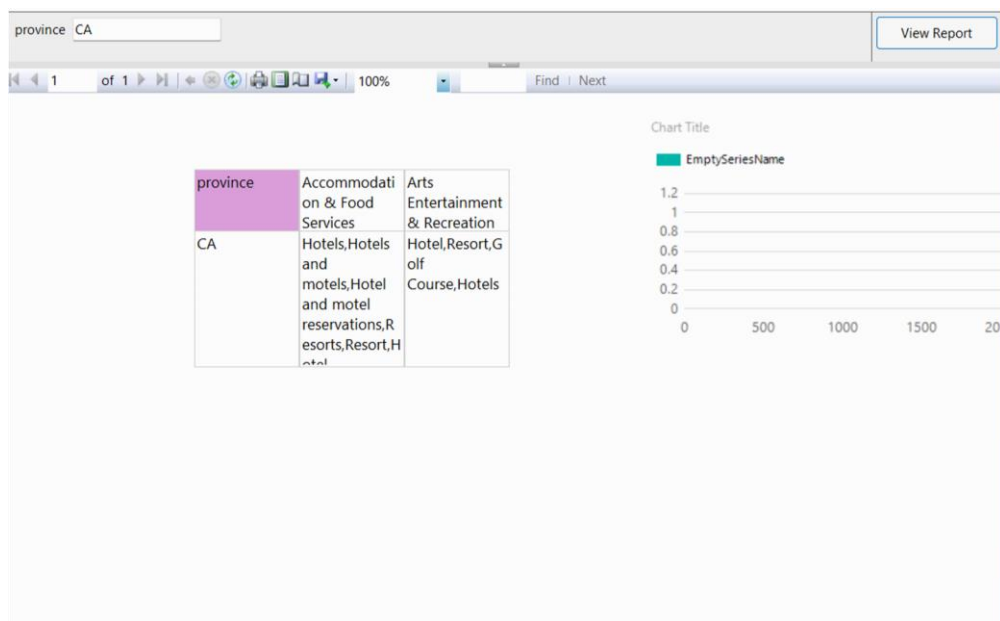 province CA
View Report
1 of 1 100% Find Next
Chart Title
EmptySeriesName
province
Accommodati
on & Food
Services
Arts
Entertainment
& Recreation
CA
Hotels,Hotels
and
motels,Hotel
and motel
reservations,R
esorts,Resort,H
otel
Hotel,Resort,G
olf
Course,Hotels
1.2
1
0.8
0.6
0.4
0.2
0
0 500 1000 1500 20